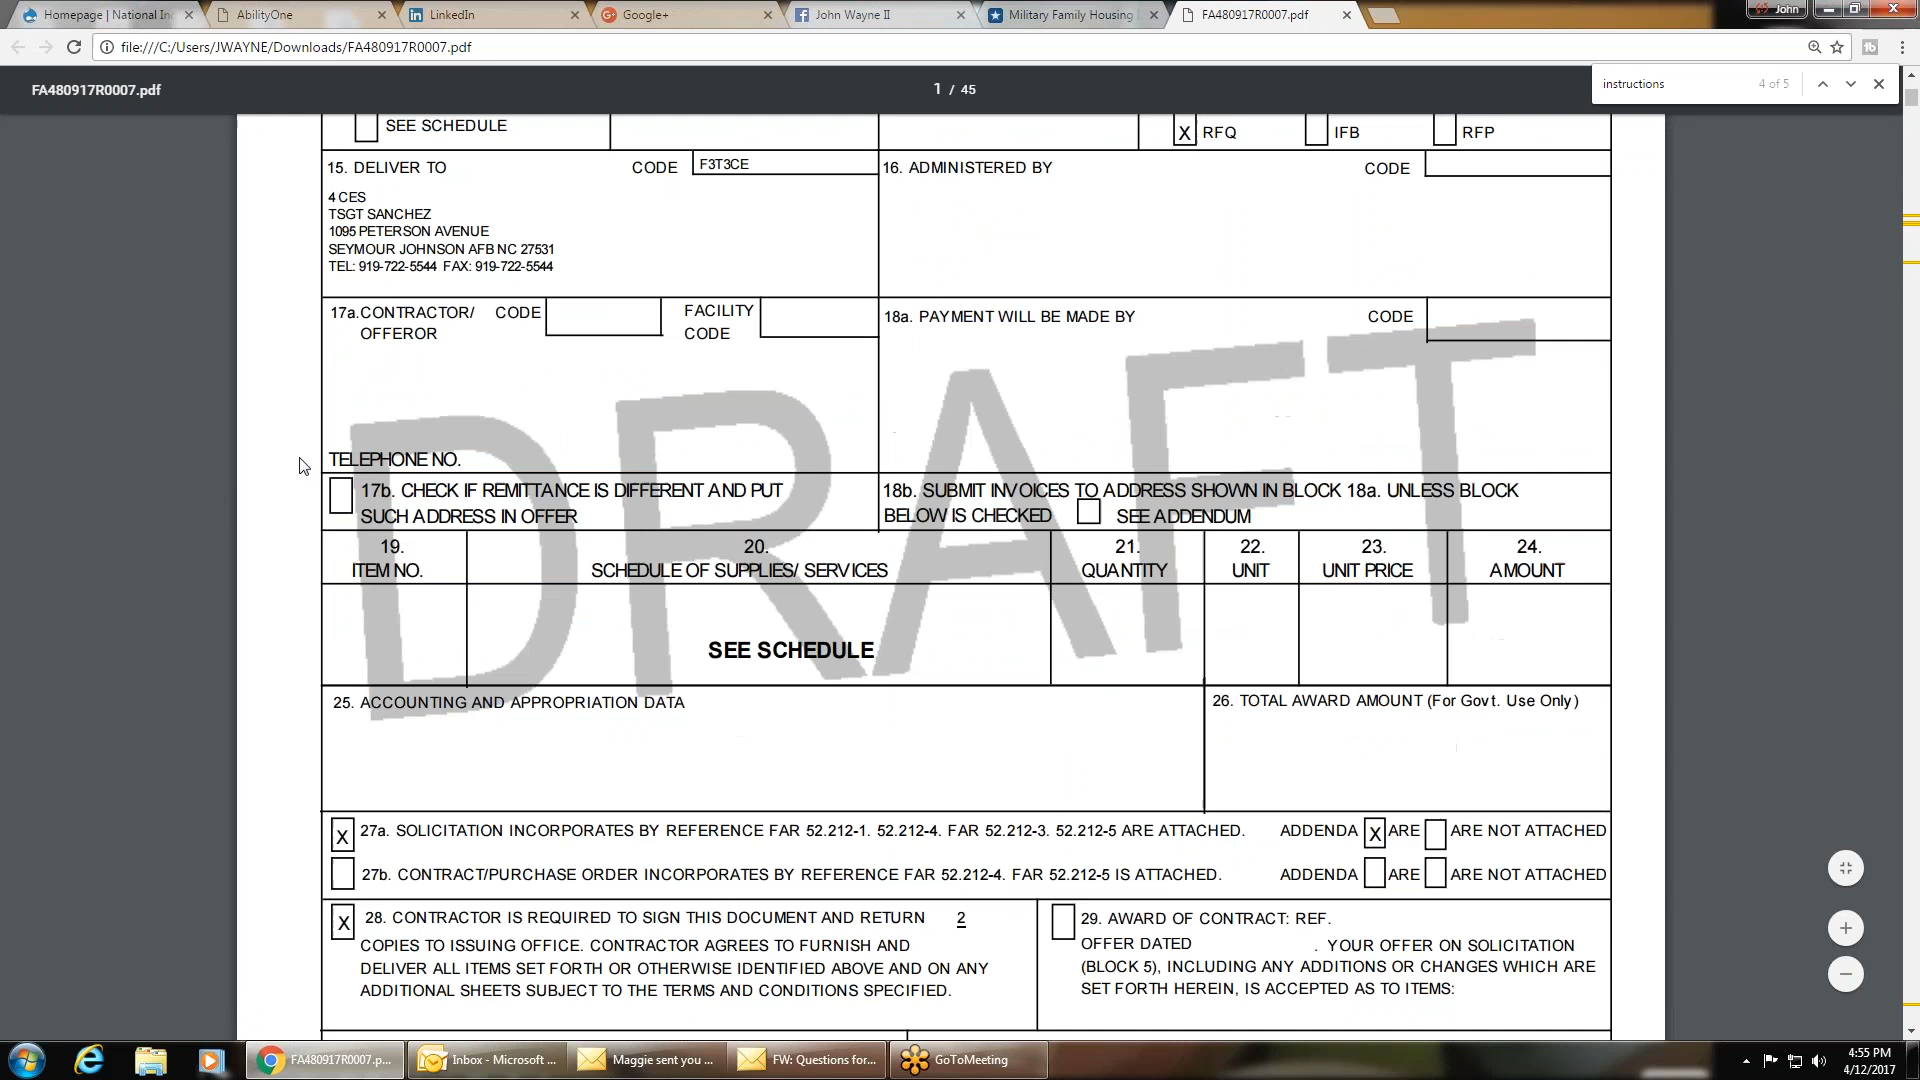 Homepage | National In
AbilityOne
LinkedIn
Google+
John Wayne II
Military Family Housing
FA480917R0007.pdf
John
file:///C:/Users/JWAYNE/Downloads/FA480917R0007.pdf
FA480917R0007.pdf
1 / 45
instructions 4 of 5
SEE SCHEDULE
X RFQ IFB RFP
15. DELIVER TO CODE F3T3CE
16. ADMINISTERED BY CODE
4 CES
TSGT SANCHEZ
1095 PETERSON AVENUE
SEYMOUR JOHNSON AFB NC 27531
TEL: 919-722-5544 FAX: 919-722-5544
17a.CONTRACTOR/ CODE FACILITY
OFFEROR CODE
18a. PAYMENT WILL BE MADE BY CODE
DRAFT
TELEPHONE NO.
17b. CHECK IF REMITTANCE IS DIFFERENT AND PUT
SUCH ADDRESS IN OFFER
18b. SUBMIT INVOICES TO ADDRESS SHOWN IN BLOCK 18a. UNLESS BLOCK
BELOW IS CHECKED SEE ADDENDUM
19. 20. 21. 22. 23. 24.
ITEM NO. SCHEDULE OF SUPPLIES/ SERVICES QUANTITY UNIT UNIT PRICE AMOUNT
SEE SCHEDULE
25. ACCOUNTING AND APPROPRIATION DATA
26. TOTAL AWARD AMOUNT (For Govt. Use Only)
X 27a. SOLICITATION INCORPORATES BY REFERENCE FAR 52.212-1. 52.212-4. FAR 52.212-3. 52.212-5 ARE ATTACHED. ADDENDA X ARE ARE NOT ATTACHED
27b. CONTRACT/PURCHASE ORDER INCORPORATES BY REFERENCE FAR 52.212-4. FAR 52.212-5 IS ATTACHED. ADDENDA ARE ARE NOT ATTACHED
X 28. CONTRACTOR IS REQUIRED TO SIGN THIS DOCUMENT AND RETURN 2
COPIES TO ISSUING OFFICE. CONTRACTOR AGREES TO FURNISH AND
DELIVER ALL ITEMS SET FORTH OR OTHERWISE IDENTIFIED ABOVE AND ON ANY
ADDITIONAL SHEETS SUBJECT TO THE TERMS AND CONDITIONS SPECIFIED.
29. AWARD OF CONTRACT: REF.
OFFER DATED . YOUR OFFER ON SOLICITATION
(BLOCK 5), INCLUDING ANY ADDITIONS OR CHANGES WHICH ARE
SET FORTH HEREIN, IS ACCEPTED AS TO ITEMS:
FA480917R0007.p...
Inbox - Microsoft ...
Maggie sent you ...
FW: Questions for...
GoToMeeting
4:55 PM
4/12/2017